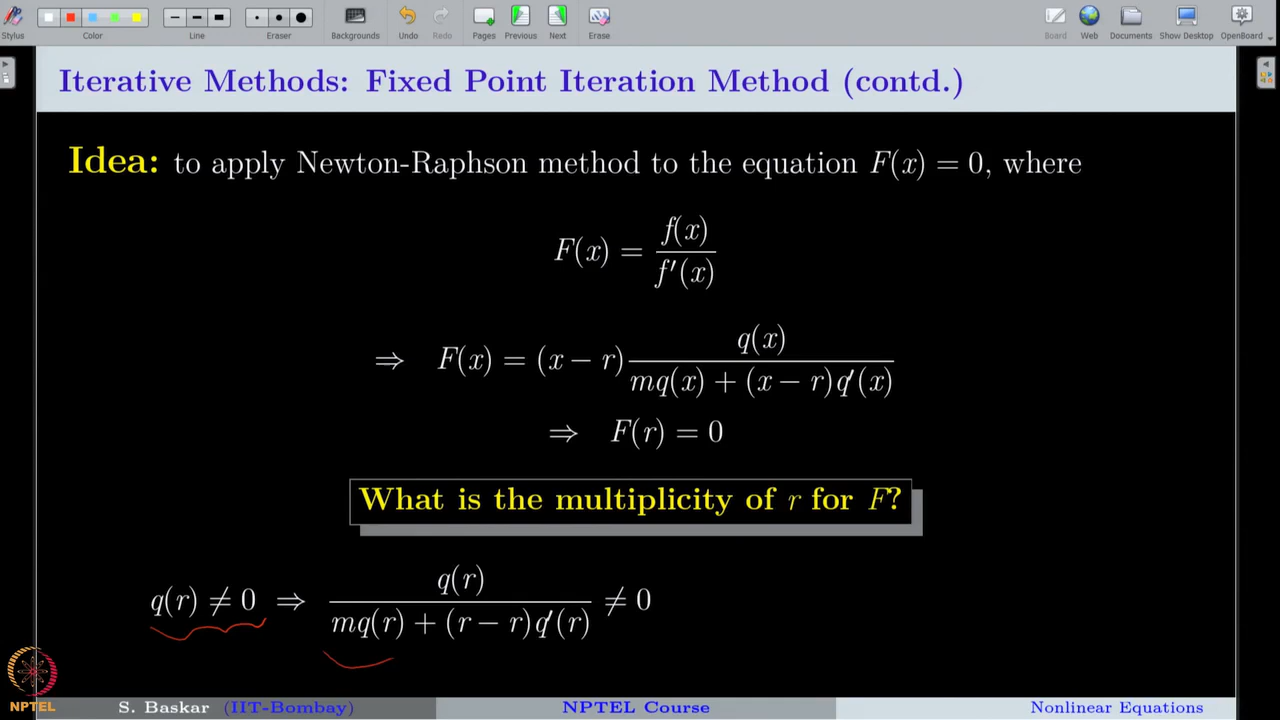 Stylus Color Line Eraser Backgrounds Undo Redo Pages Previous Next Erase Board Web Documents Show Desktop OpenBoard
Iterative Methods: Fixed Point Iteration Method (contd.)
Idea: to apply Newton-Raphson method to the equation F(x) = 0, where
F(x) = f(x) / f′(x)
⇒ F(x) = (x − r) q(x) / mq(x) + (x − r)q′(x)
⇒ F(r) = 0
What is the multiplicity of r for F?
q(r) ≠ 0 ⇒ q(r) / mq(r) + (r − r)q′(r) ≠ 0
NPTEL
S. Baskar (IIT-Bombay) NPTEL Course Nonlinear Equations